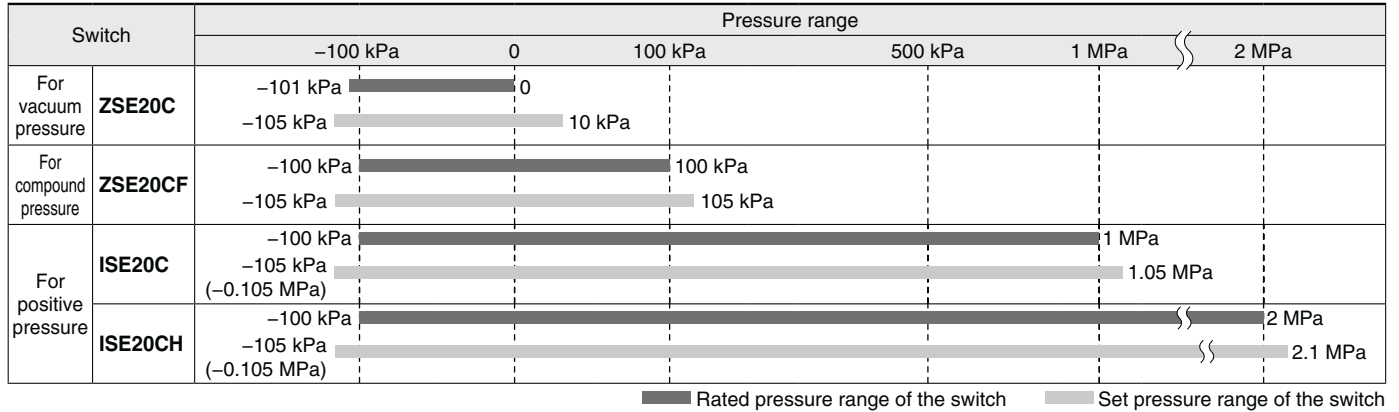 Switch
Pressure range
–100 kPa 0 100 kPa 500 kPa 1 MPa 2 MPa
For vacuum pressure
ZSE20C
–101 kPa 0
–105 kPa 10 kPa
For compound pressure
ZSE20CF
–100 kPa 100 kPa
–105 kPa 105 kPa
For positive pressure
ISE20C
–100 kPa 1 MPa
–105 kPa 1.05 MPa
(–0.105 MPa)
ISE20CH
–100 kPa 2 MPa
–105 kPa 2.1 MPa
(–0.105 MPa)
Rated pressure range of the switch Set pressure range of the switch